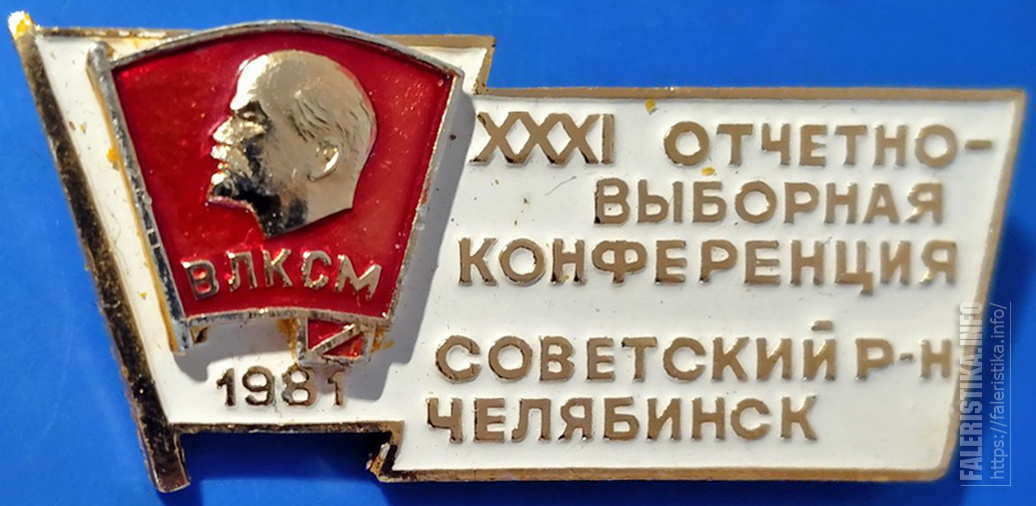 ВЛКСМ
1981
XXXI ОТЧЕТНО-
ВЫБОРНАЯ
КОНФЕРЕНЦИЯ
СОВЕТСКИЙ Р-Н
ЧЕЛЯБИНСК
FALERISTIKA.INFO
https://faleristika.info/